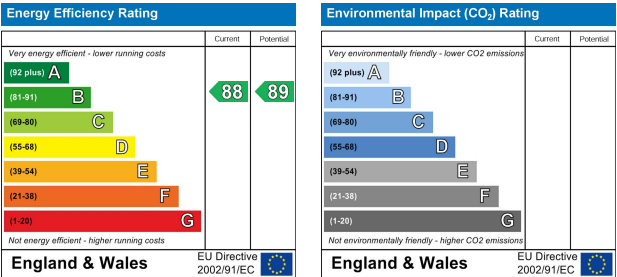 Energy Efficiency Rating
Current Potential
Very energy efficient - lower running costs
(92 plus) A
(81-91) B 88 89
(69-80) C
(55-68) D
(39-54) E
(21-38) F
(1-20) G
Not energy efficient - higher running costs
England & Wales
EU Directive
2002/91/EC
Environmental Impact (CO₂) Rating
Current Potential
Very environmentally friendly - lower CO2 emissions
(92 plus) A
(81-91) B
(69-80) C
(55-68) D
(39-54) E
(21-38) F
(1-20) G
Not environmentally friendly - higher CO2 emissions
England & Wales
EU Directive
2002/91/EC